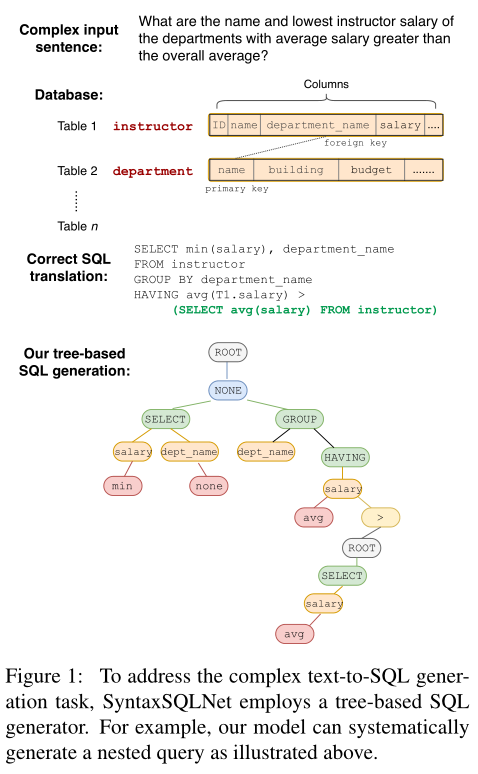 Complex input sentence:
What are the name and lowest instructor salary of
the departments with average salary greater than
the overall average?
Database:
Columns
Table 1 instructor ID name department_name salary ....
foreign key
Table 2 department name building budget .......
primary key
Table n
Correct SQL translation:
SELECT min(salary), department_name
FROM instructor
GROUP BY department_name
HAVING avg(T1.salary) >
(SELECT avg(salary) FROM instructor)
Our tree-based SQL generation:
ROOT
NONE
SELECT GROUP
salary dept_name dept_name HAVING
min none salary
avg >
ROOT
SELECT
salary
avg
Figure 1: To address the complex text-to-SQL gener-
ation task, SyntaxSQLNet employs a tree-based SQL
generator. For example, our model can systematically
generate a nested query as illustrated above.